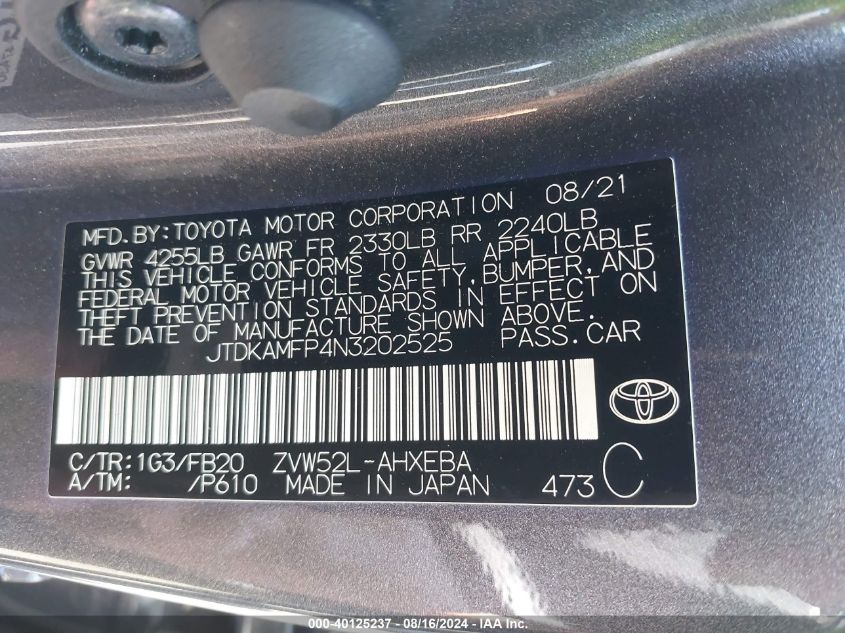 MFD.BY:TOYOTA MOTOR CORPORATION 08/21
GVWR 4255LB GAWR FR 2330LB RR 2240LB
THIS VEHICLE CONFORMS TO ALL APPLICABLE
FEDERAL MOTOR VEHICLE SAFETY,BUMPER,AND
THEFT PREVENTION STANDARDS IN EFFECT ON
THE DATE OF MANUFACTURE SHOWN ABOVE.
JTDKAMFP4N3202525 PASS.CAR
C/TR:1G3/FB20 ZVW52L-AHXEBA
A/TM: /P610 MADE IN JAPAN 473 C
000-40125237 - 08/16/2024 - IAA Inc.